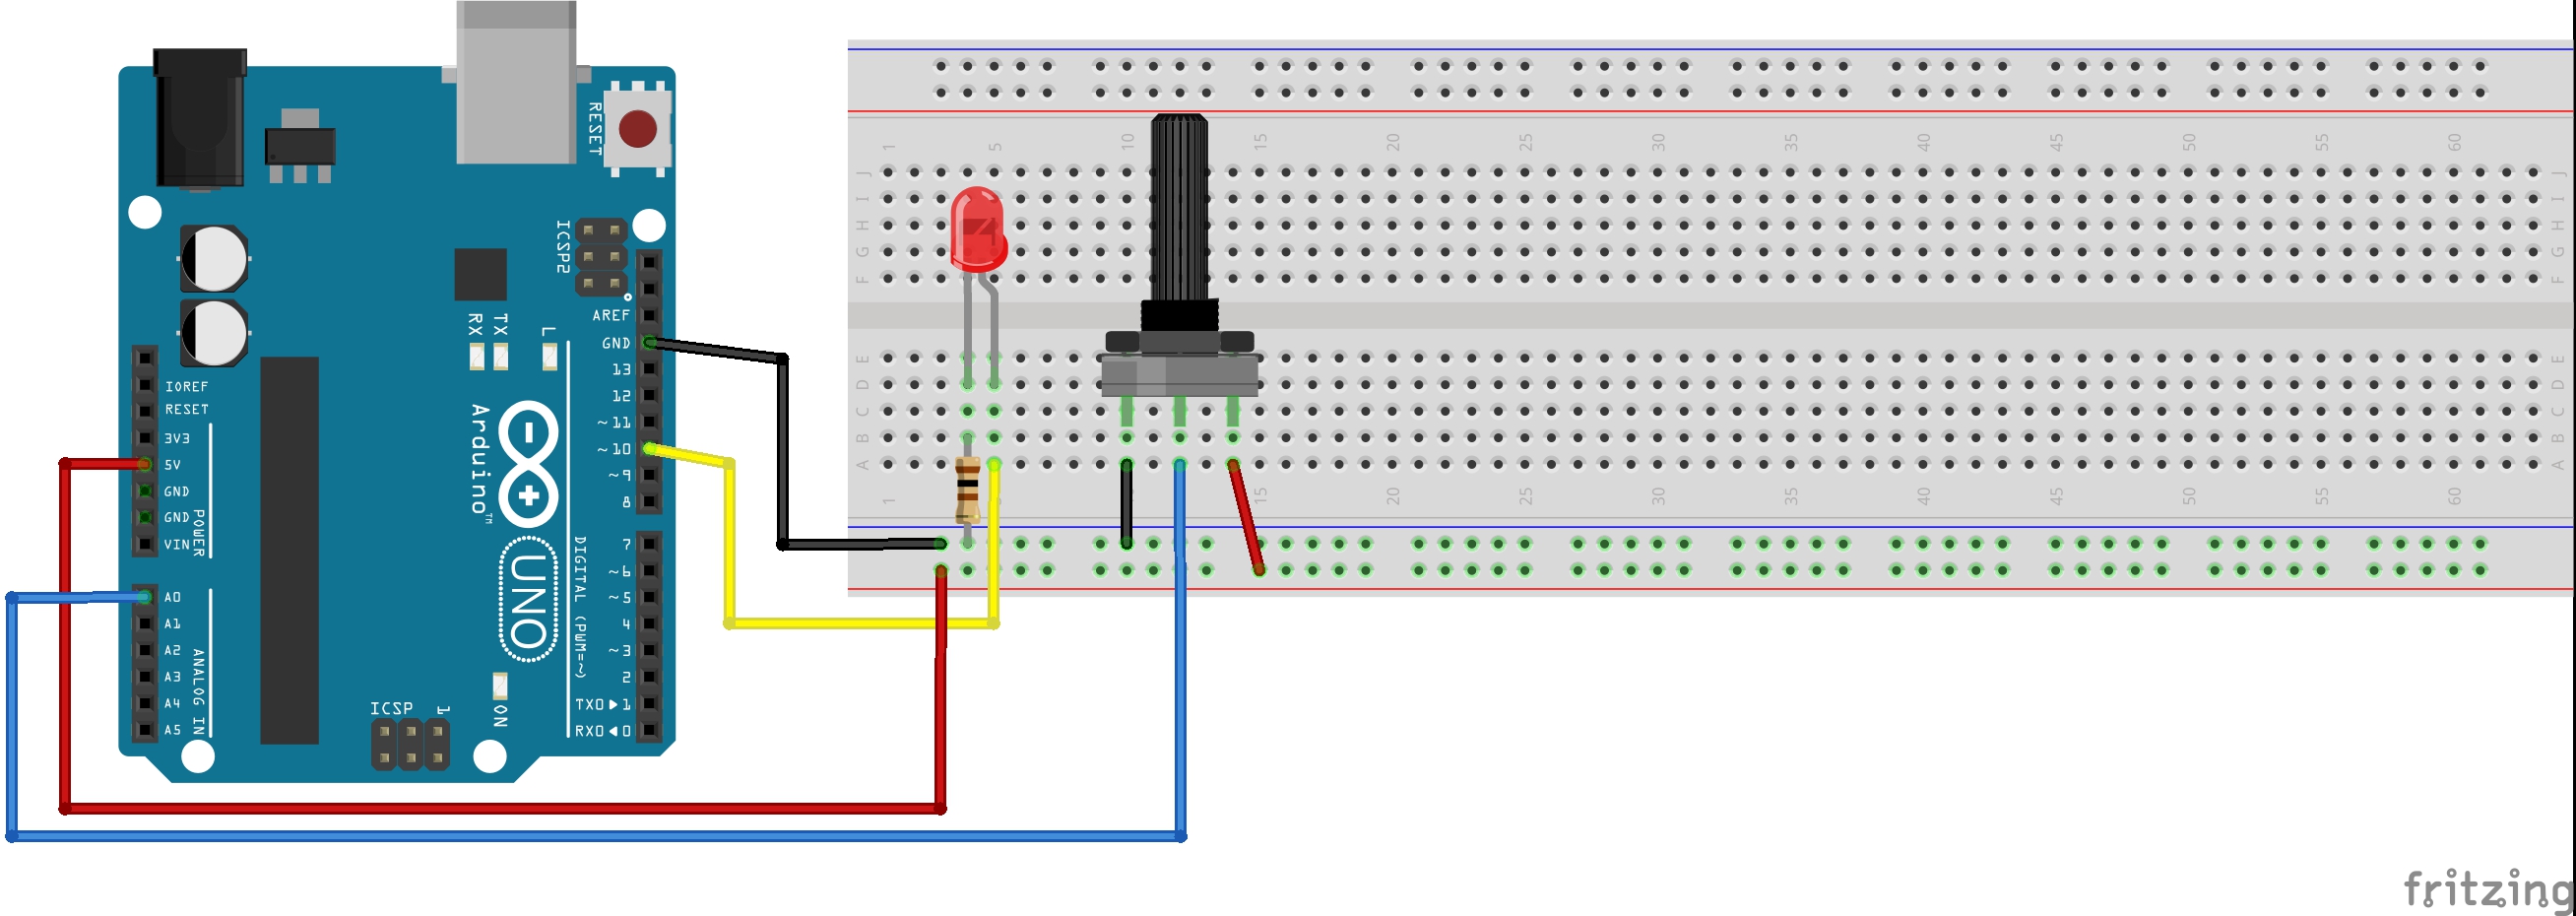 RESET
ICSP2
AREF
GND
13
12
~11
~10
~9
8
7
~6
~5
4
~3
2
TX0►1
RX0◄0
DIGITAL (PWM=~)
RX
TX
L
Arduino™
UNO
IOREF
RESET
3V3
5V
GND
GND
VIN
POWER
A0
A1
A2
A3
A4
A5
ANALOG IN
ICSP
1
ON
1 5 10 15 20 25 30 35 40 45 50 55 60
J J
I I
H H
G G
F F
E E
D D
C C
B B
A A
1 15 20 25 30 35 40 45 50 55 60
fritzing